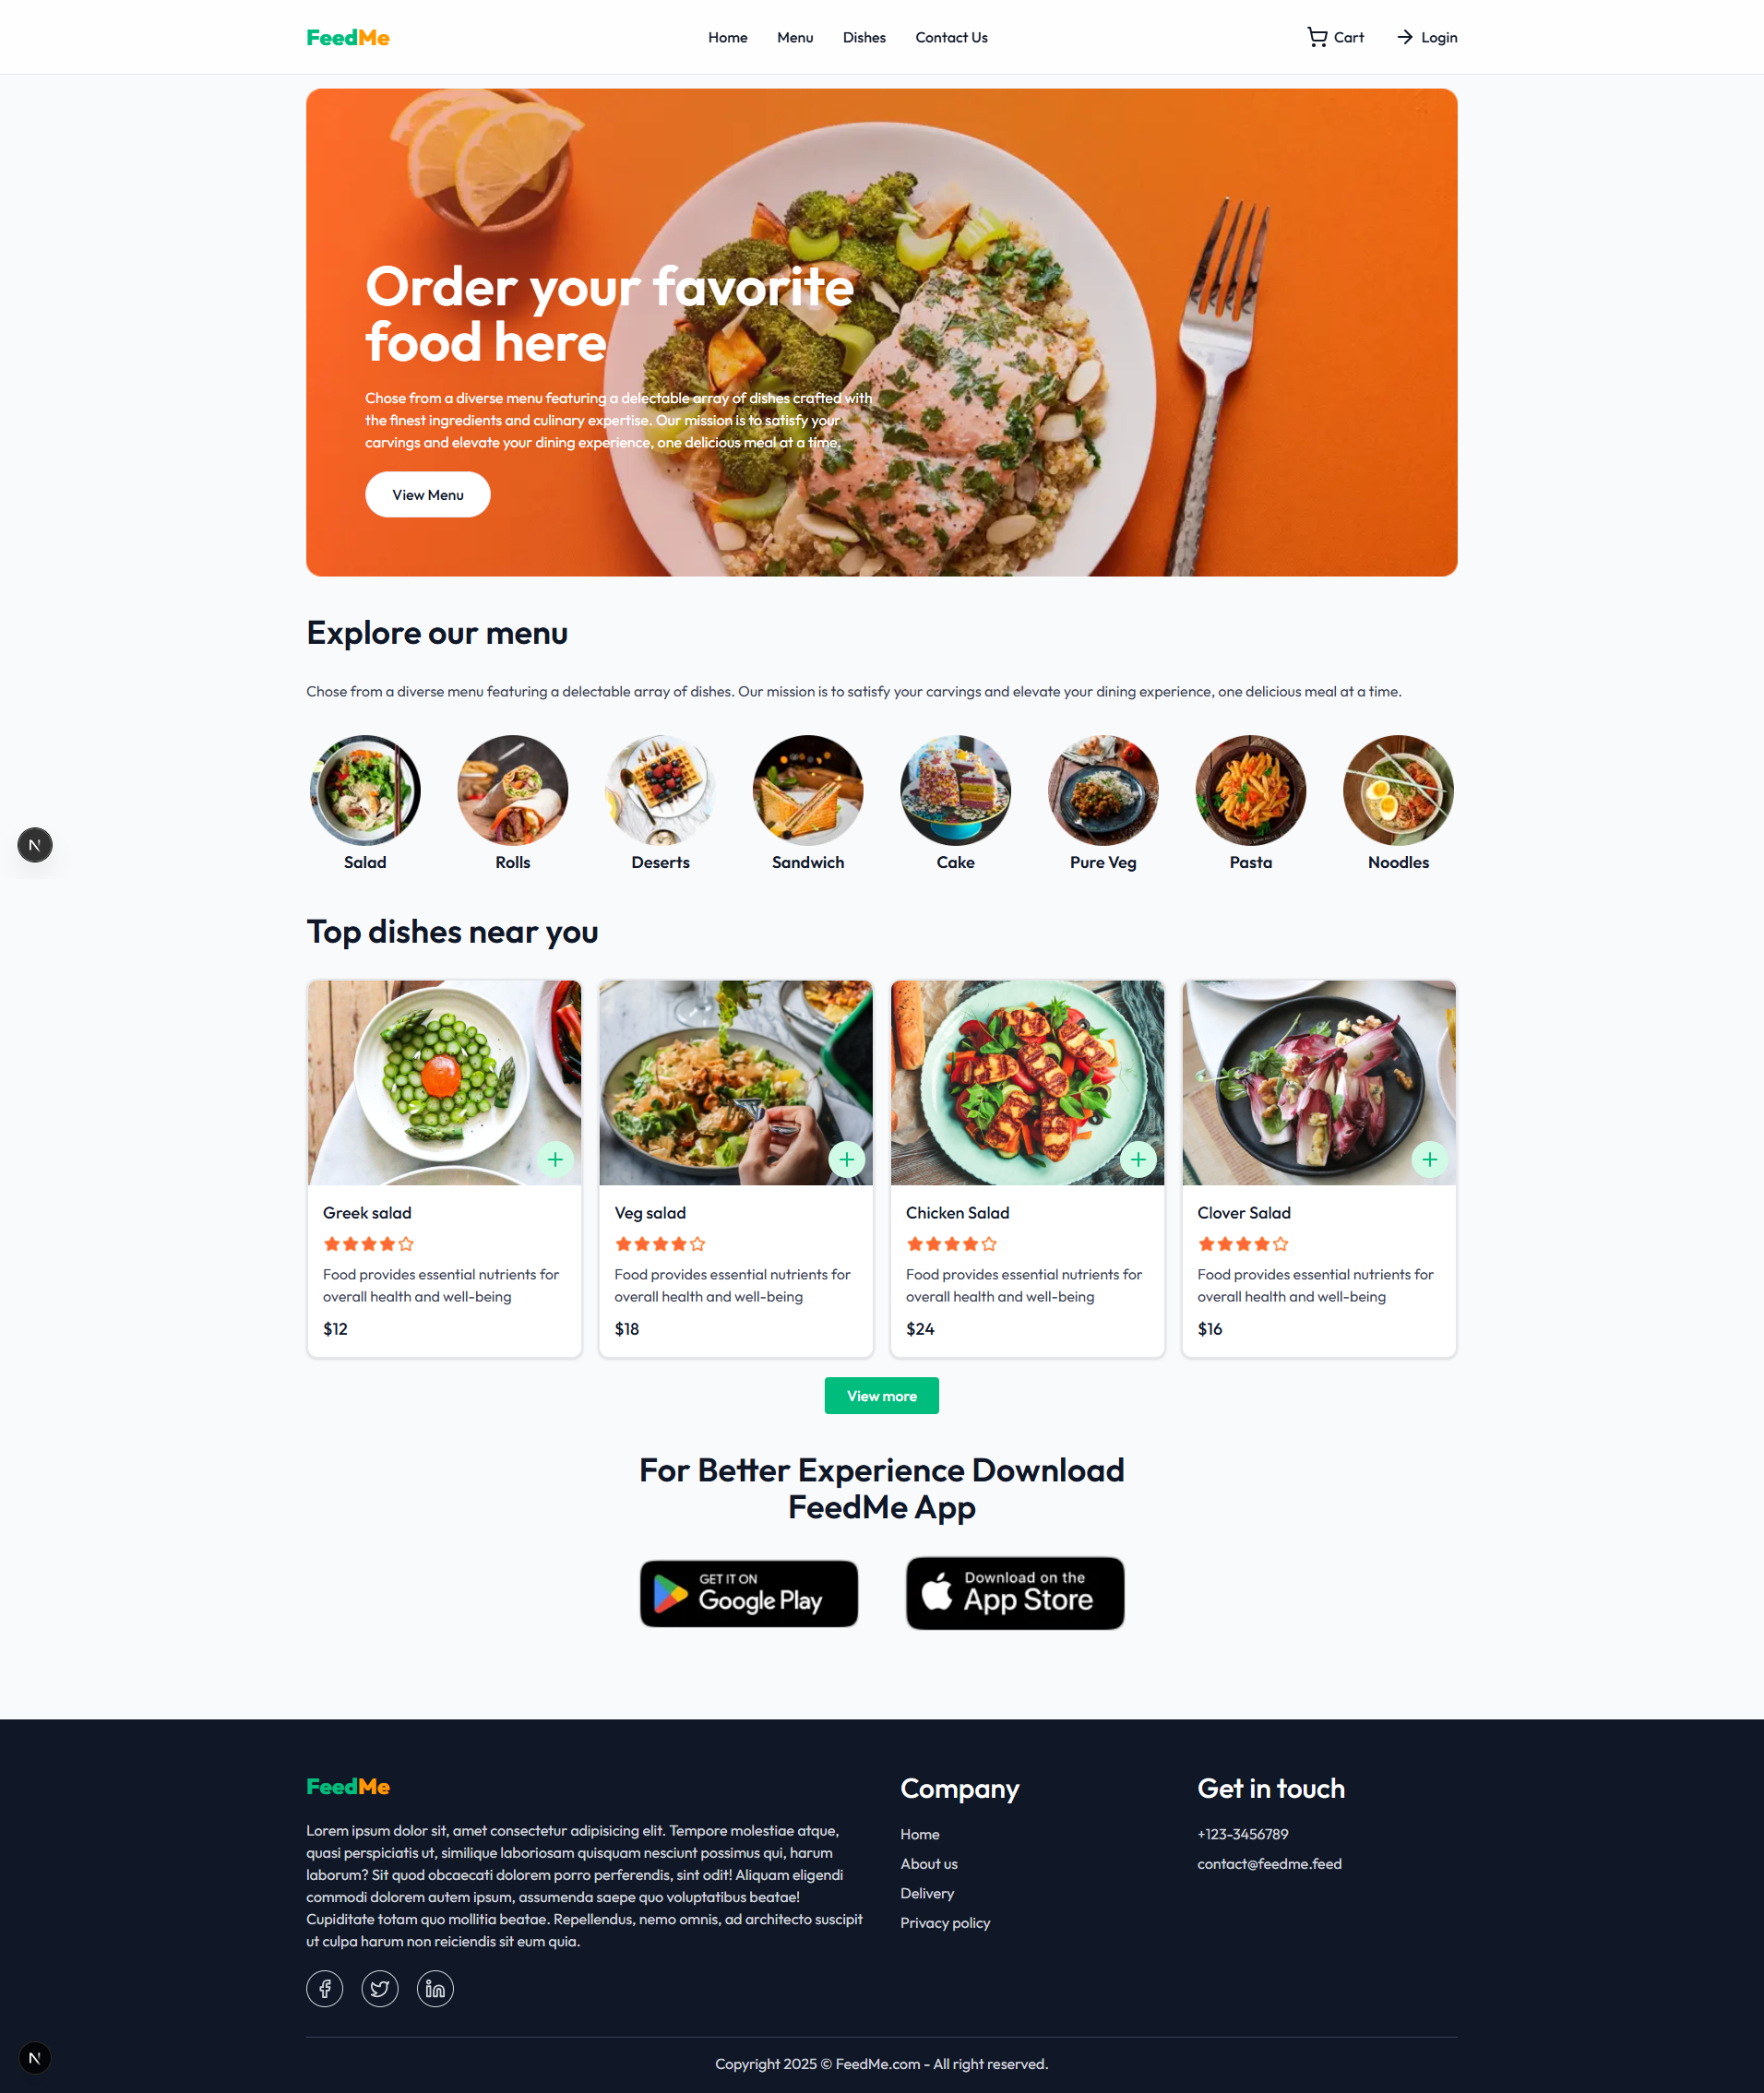 FeedMe
Home Menu Dishes Contact Us
Cart Login
Order your favorite
food here
Chose from a diverse menu featuring a delectable array of dishes crafted with
the finest ingredients and culinary expertise. Our mission is to satisfy your
carvings and elevate your dining experience, one delicious meal at a time.
View Menu
Explore our menu
Chose from a diverse menu featuring a delectable array of dishes. Our mission is to satisfy your carvings and elevate your dining experience, one delicious meal at a time.
Salad Rolls Deserts Sandwich Cake Pure Veg Pasta Noodles
N
Top dishes near you
Greek salad
Food provides essential nutrients for
overall health and well-being
$12
Veg salad
Food provides essential nutrients for
overall health and well-being
$18
Chicken Salad
Food provides essential nutrients for
overall health and well-being
$24
Clover Salad
Food provides essential nutrients for
overall health and well-being
$16
View more
For Better Experience Download
FeedMe App
GET IT ON
Google Play
Download on the
App Store
FeedMe
Lorem ipsum dolor sit, amet consectetur adipisicing elit. Tempore molestiae atque,
quasi perspiciatis ut, similique laboriosam quisquam nesciunt possimus qui, harum
laborum? Sit quod obcaecati dolorem porro perferendis, sint odit! Aliquam eligendi
commodi dolorem autem ipsum, assumenda saepe quo voluptatibus beatae!
Cupiditate totam quo mollitia beatae. Repellendus, nemo omnis, ad architecto suscipit
ut culpa harum non reiciendis sit eum quia.
Company
Home
About us
Delivery
Privacy policy
Get in touch
+123-3456789
contact@feedme.feed
N
Copyright 2025 © FeedMe.com - All right reserved.